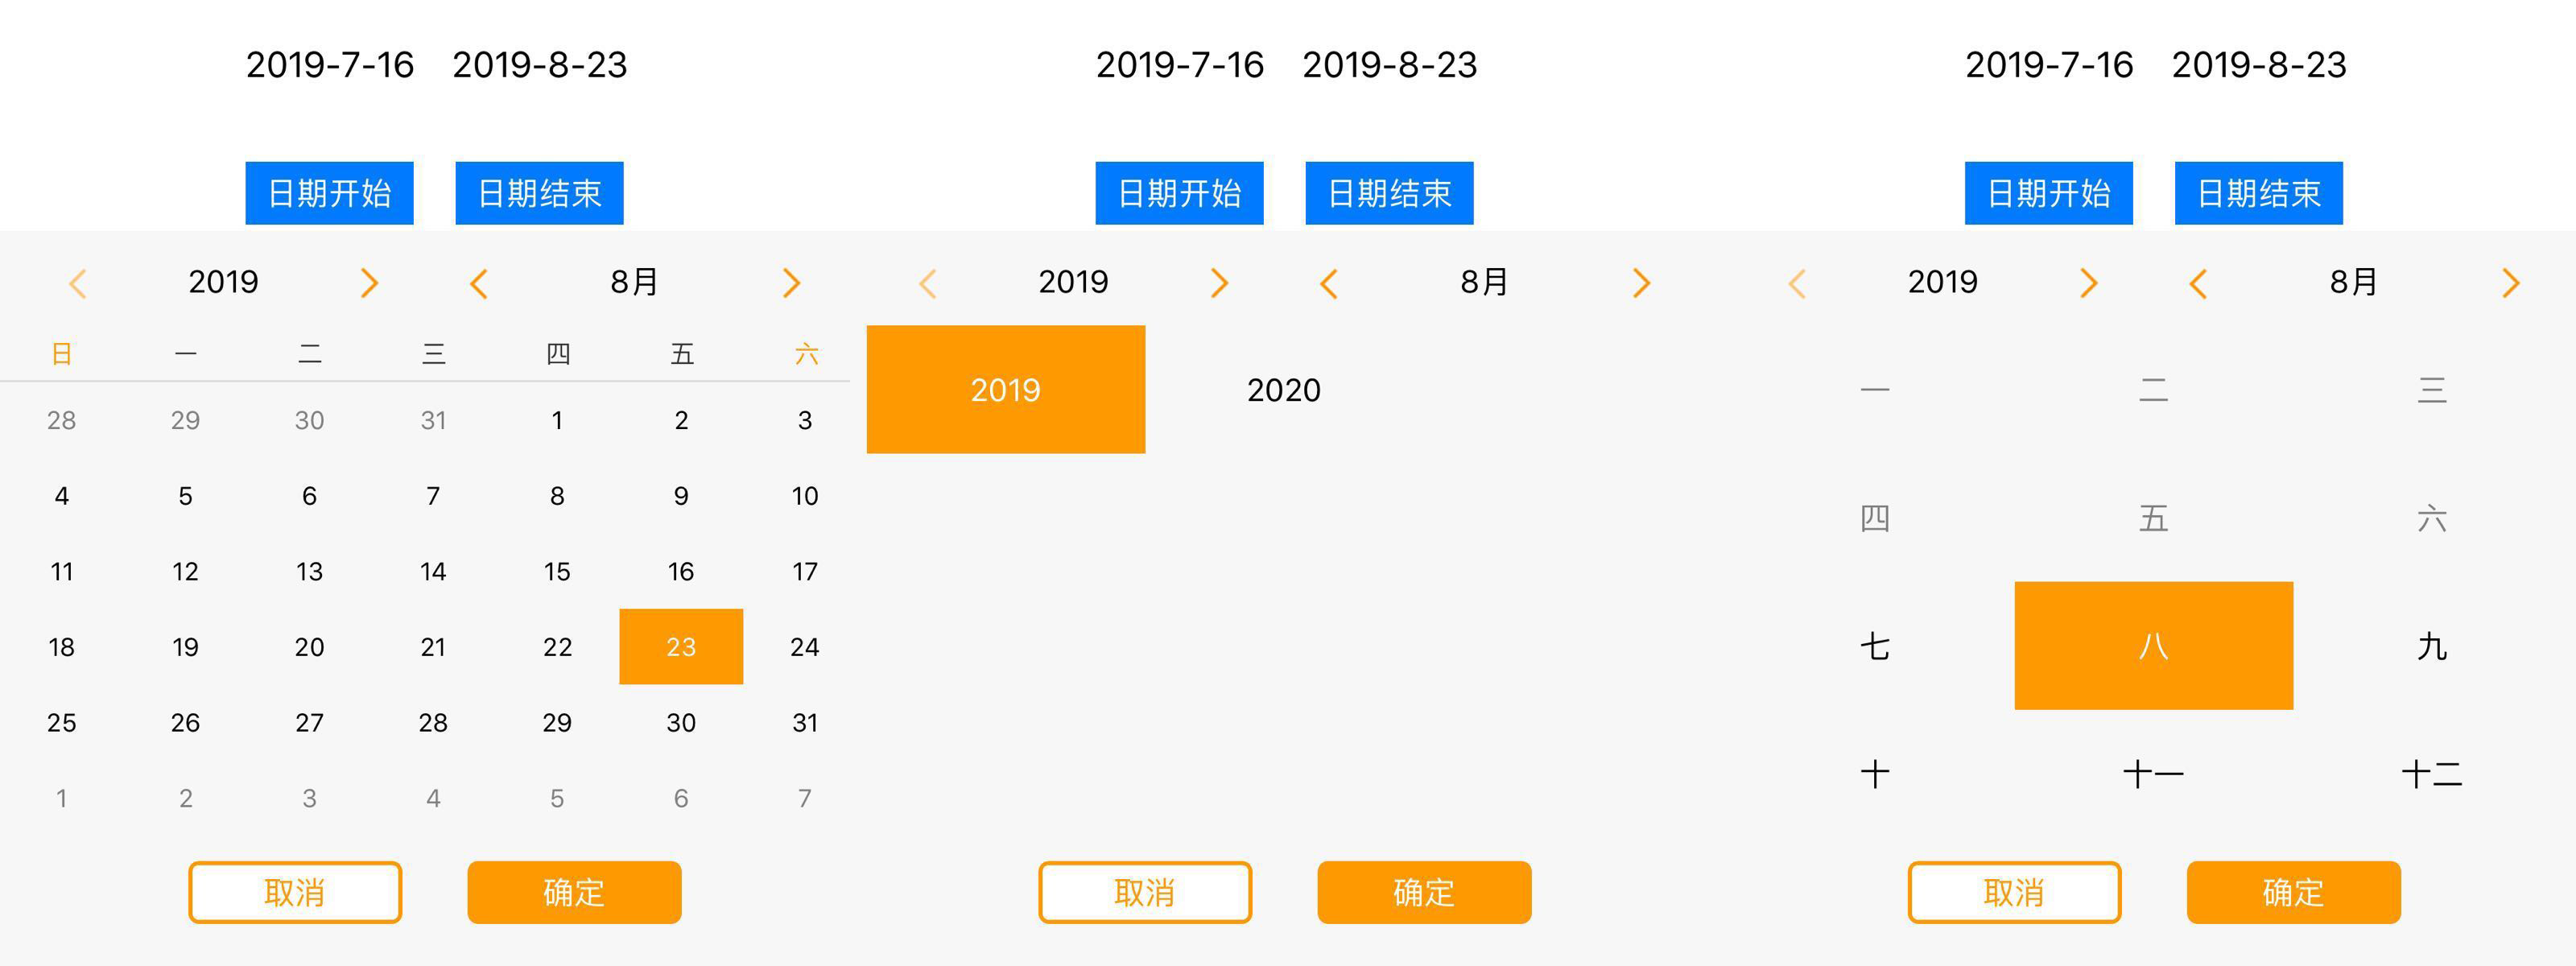 2019-7-16 2019-8-23
日期开始 日期结束
2019 8月
日 一 二 三 四 五 六
28 29 30 31 1 2 3
4 5 6 7 8 9 10
11 12 13 14 15 16 17
18 19 20 21 22 23 24
25 26 27 28 29 30 31
1 2 3 4 5 6 7
取消 确定
2019-7-16 2019-8-23
日期开始 日期结束
2019 8月
2019 2020
取消 确定
2019-7-16 2019-8-23
日期开始 日期结束
2019 8月
一 二 三
四 五 六
七 八 九
十 十一 十二
取消 确定